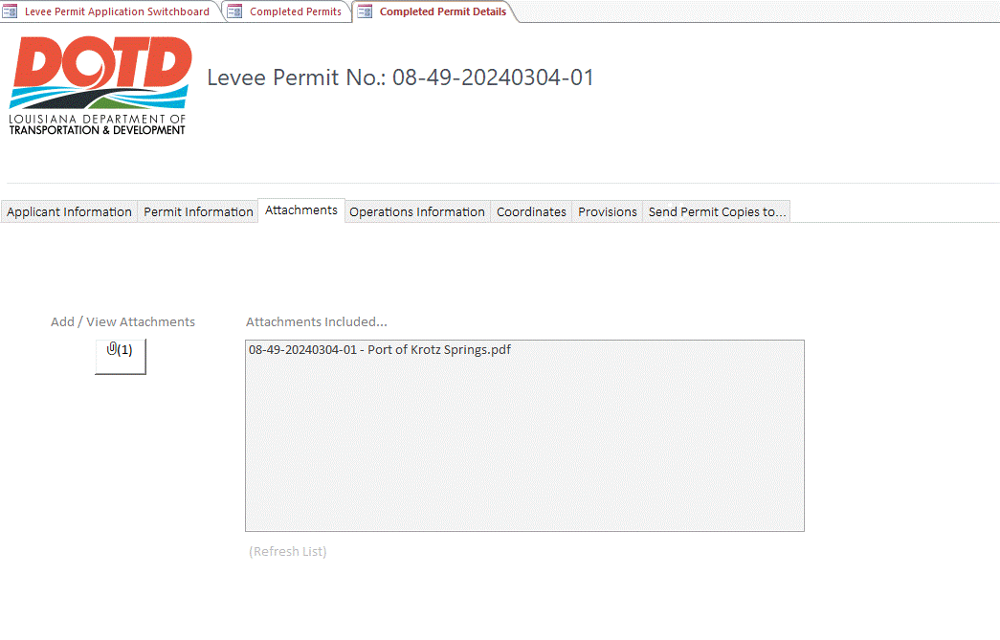 Levee Permit Application Switchboard
Completed Permits
Completed Permit Details
DOTD
LOUISIANA DEPARTMENT OF
TRANSPORTATION & DEVELOPMENT
Levee Permit No.: 08-49-20240304-01
Applicant Information
Permit Information
Attachments
Operations Information
Coordinates
Provisions
Send Permit Copies to...
Add / View Attachments
Attachments Included...
(1)
08-49-20240304-01 - Port of Krotz Springs.pdf
(Refresh List)